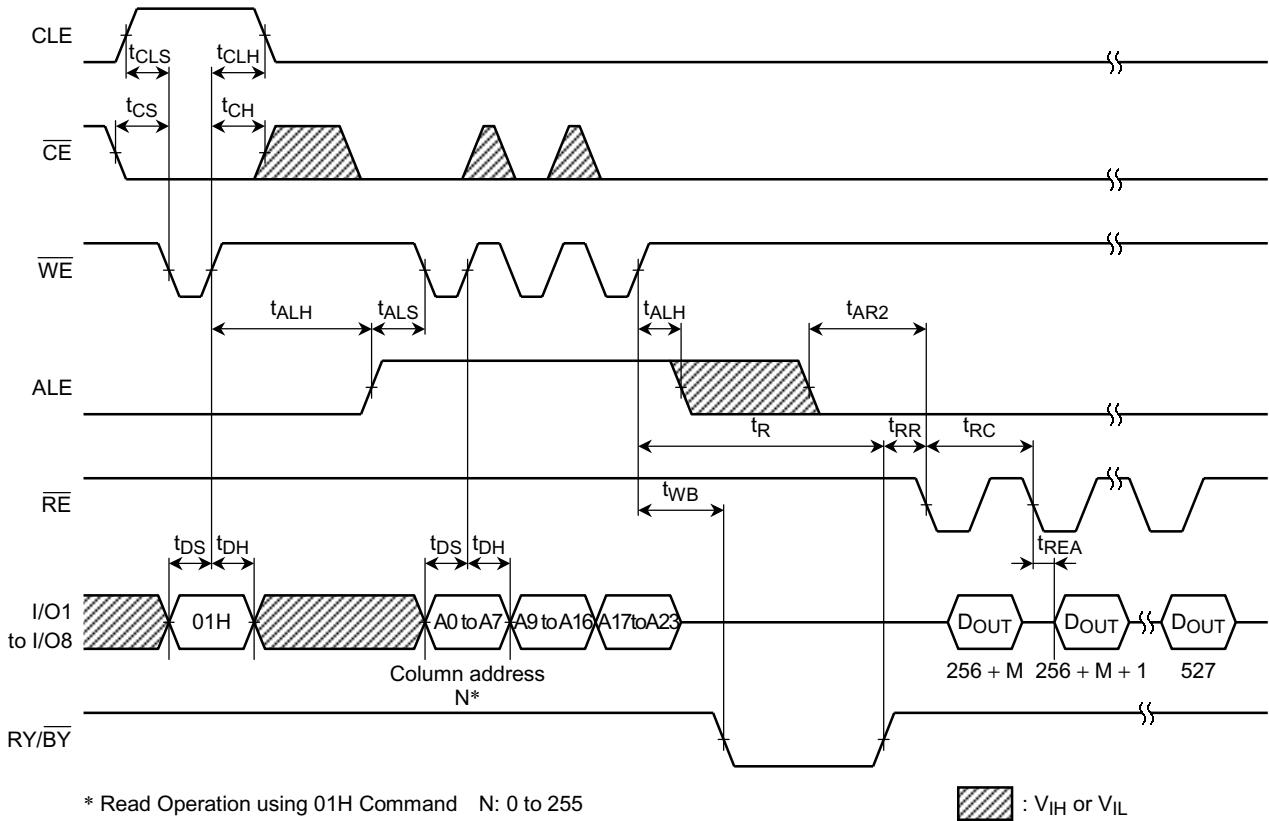 CLE
tCLS tCLH
tCS tCH
CE
WE
tALH tALS tALH tAR2
ALE
tR tRR tRC
RE
tWB
tDS tDH tDS tDH tREA
I/O1
to I/O8
01H A0 to A7 A9 to A16 A17 to A23 DOUT DOUT DOUT
Column address
N*
256 + M 256 + M + 1 527
RY/BY
* Read Operation using 01H Command N: 0 to 255
: VIH or VIL